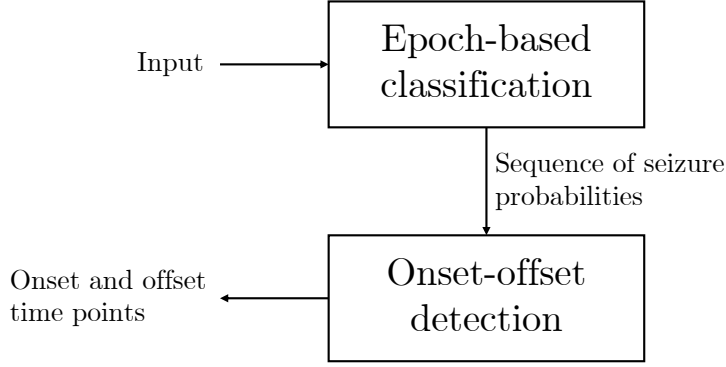 Epoch-based
classification
Input
Sequence of seizure
probabilities
Onset-offset
detection
Onset and offset
time points